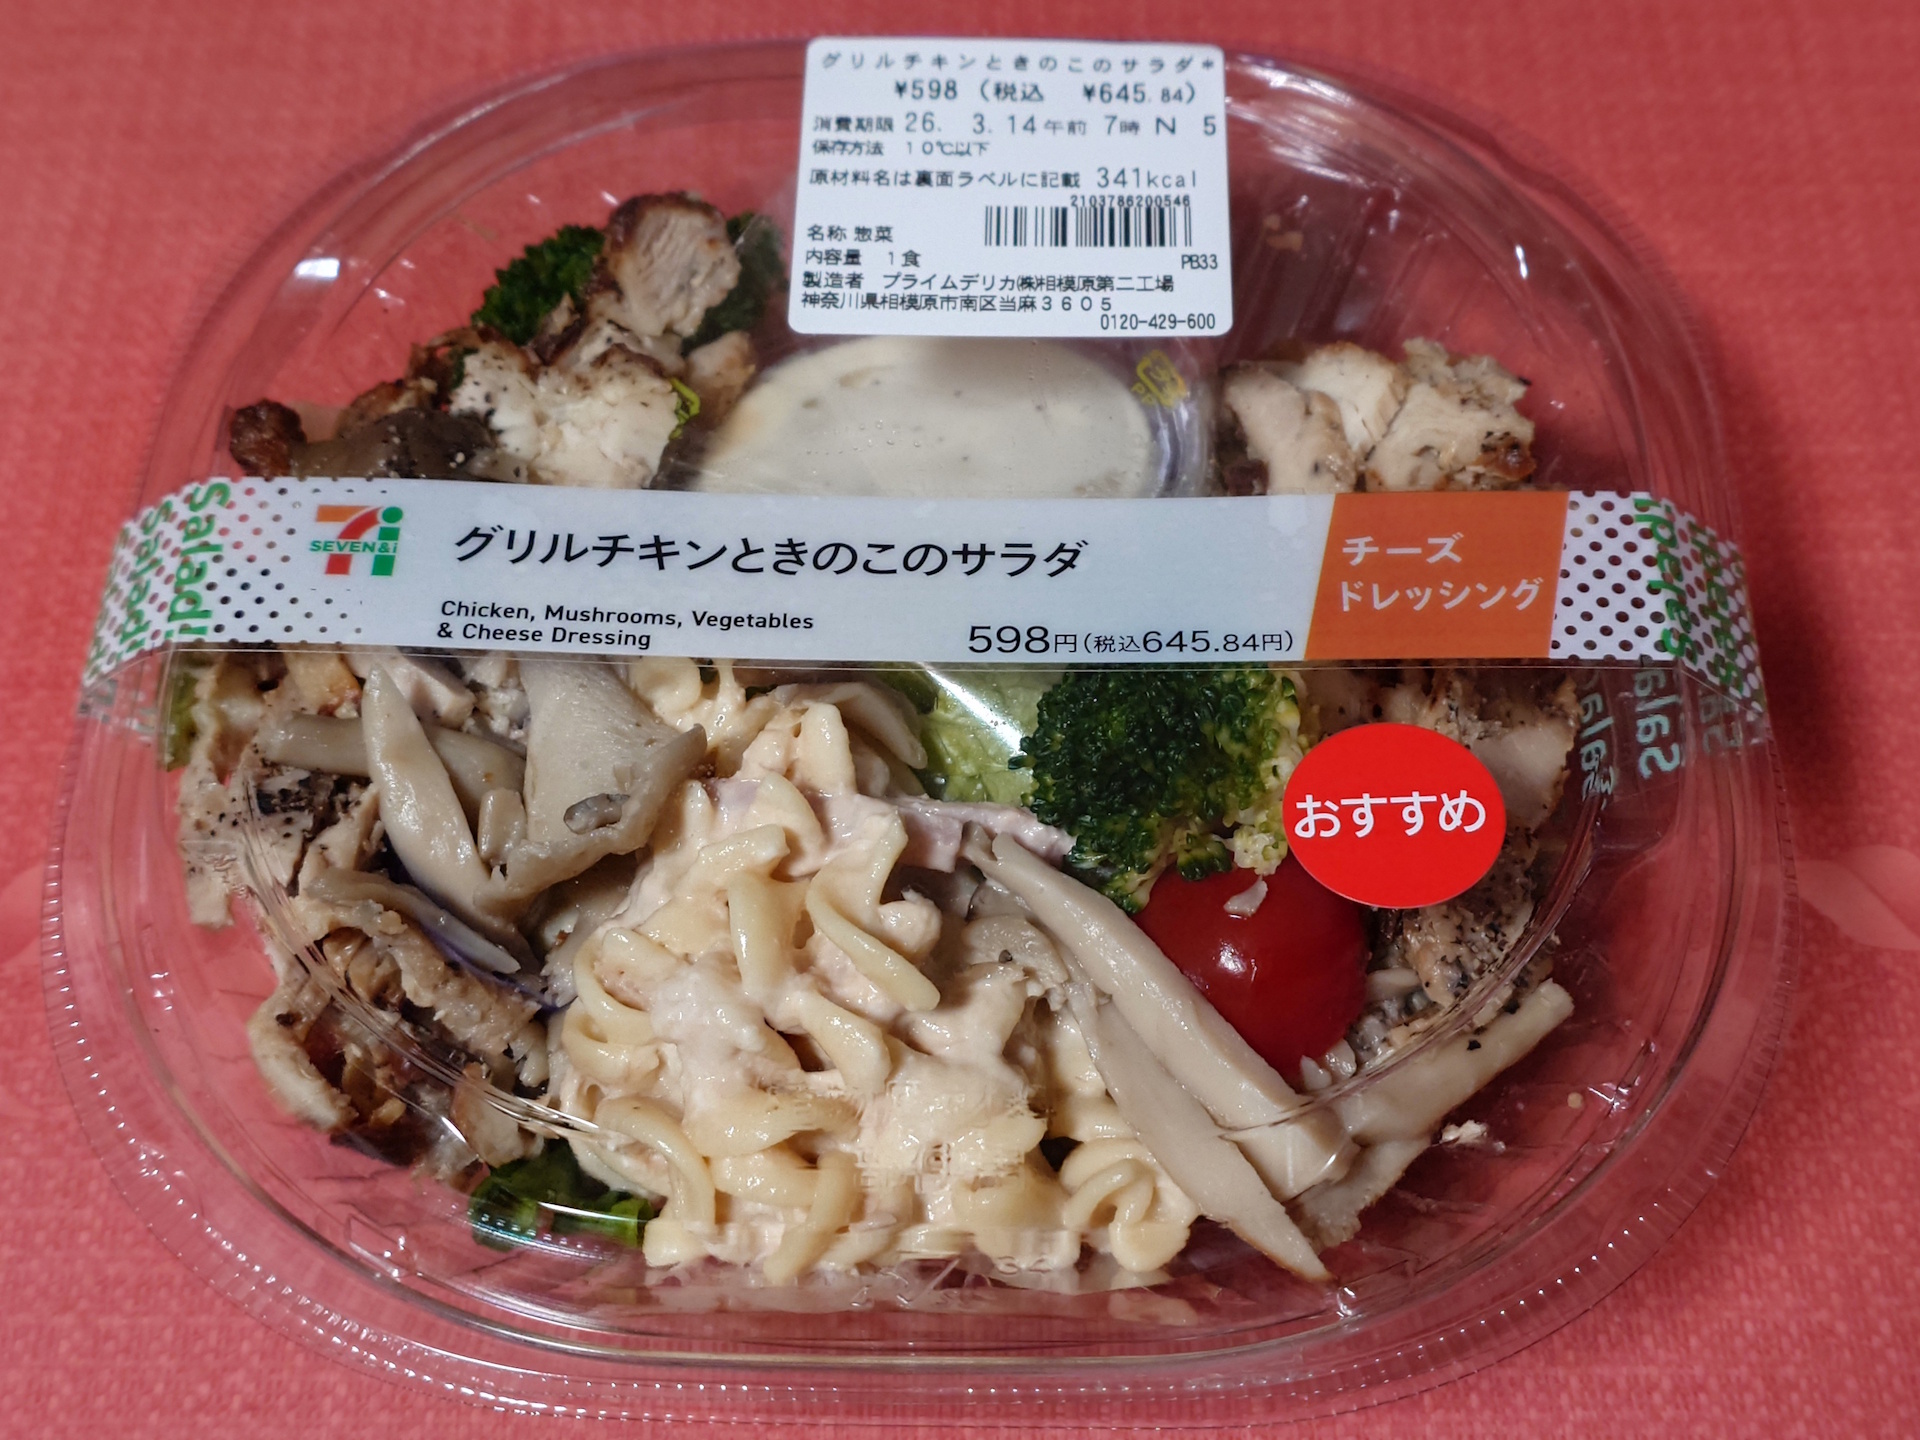 グリルチキンときのこのサラダ*
¥598 (税込 ¥645.84)
消費期限 26. 3.14午前 7時 N 5
保存方法 10℃以下
原材料名は裏面ラベルに記載 341kcal
2103786200546
名称 惣菜
内容量 1食
PB33
製造者 プライムデリカ㈱相模原第二工場
神奈川県相模原市南区当麻3605
0120-429-600
Salad!
Salad!
SEVEN&i
グリルチキンときのこのサラダ
Chicken, Mushrooms, Vegetables
& Cheese Dressing
598円(税込645.84円)
チーズ
ドレッシング
おすすめ